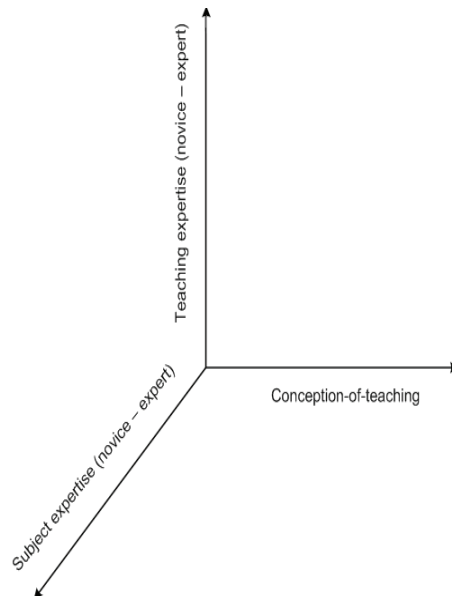 Teaching expertise (novice – expert)
Conception-of-teaching
Subject expertise (novice – expert)